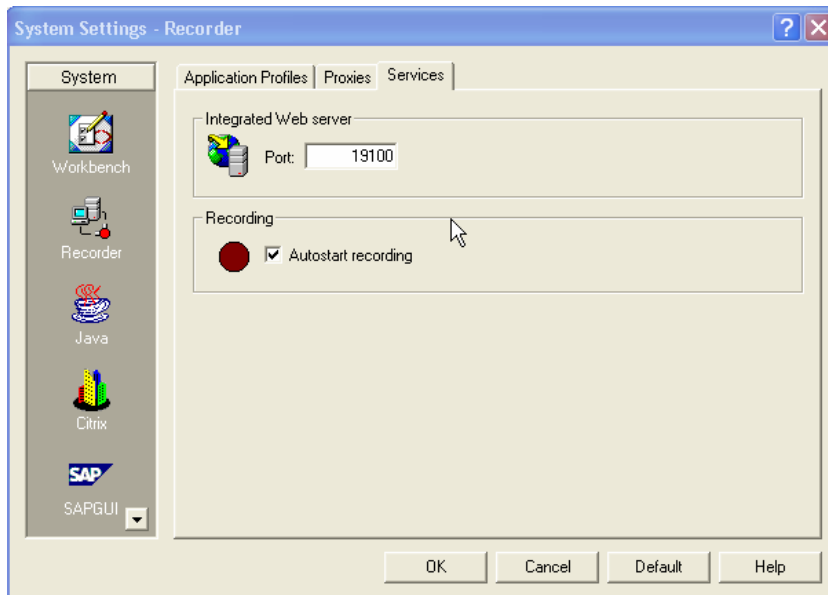 System Settings - Recorder
System
Workbench
Recorder
Java
Citrix
SAP
SAPGUI
Application Profiles Proxies Services
Integrated Web server
Port: 19100
Recording
Autostart recording
OK Cancel Default Help